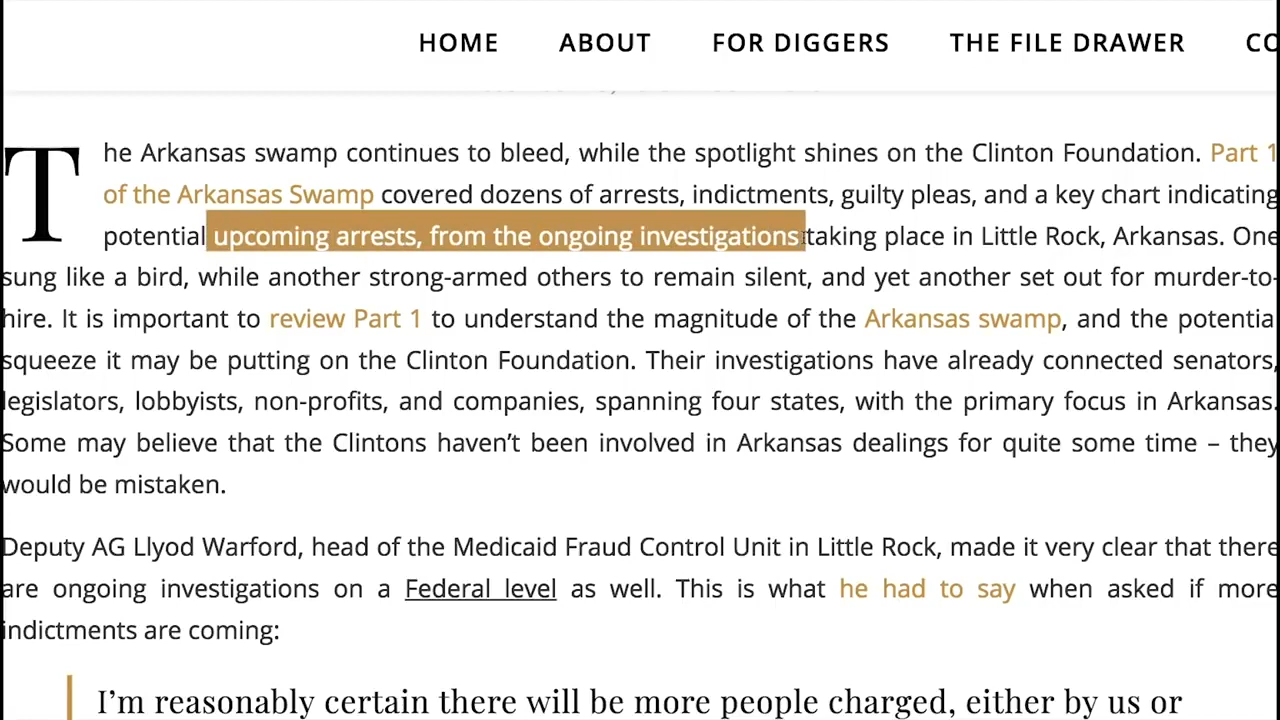 HOME ABOUT FOR DIGGERS THE FILE DRAWER CO
The Arkansas swamp continues to bleed, while the spotlight shines on the Clinton Foundation. Part 1
of the Arkansas Swamp covered dozens of arrests, indictments, guilty pleas, and a key chart indicating
potential upcoming arrests, from the ongoing investigations taking place in Little Rock, Arkansas. One
sung like a bird, while another strong-armed others to remain silent, and yet another set out for murder-to-
hire. It is important to review Part 1 to understand the magnitude of the Arkansas swamp, and the potentia
squeeze it may be putting on the Clinton Foundation. Their investigations have already connected senators,
legislators, lobbyists, non-profits, and companies, spanning four states, with the primary focus in Arkansas.
Some may believe that the Clintons haven’t been involved in Arkansas dealings for quite some time – they
would be mistaken.
Deputy AG Llyod Warford, head of the Medicaid Fraud Control Unit in Little Rock, made it very clear that there
are ongoing investigations on a Federal level as well. This is what he had to say when asked if more
indictments are coming:
I’m reasonably certain there will be more people charged, either by us or